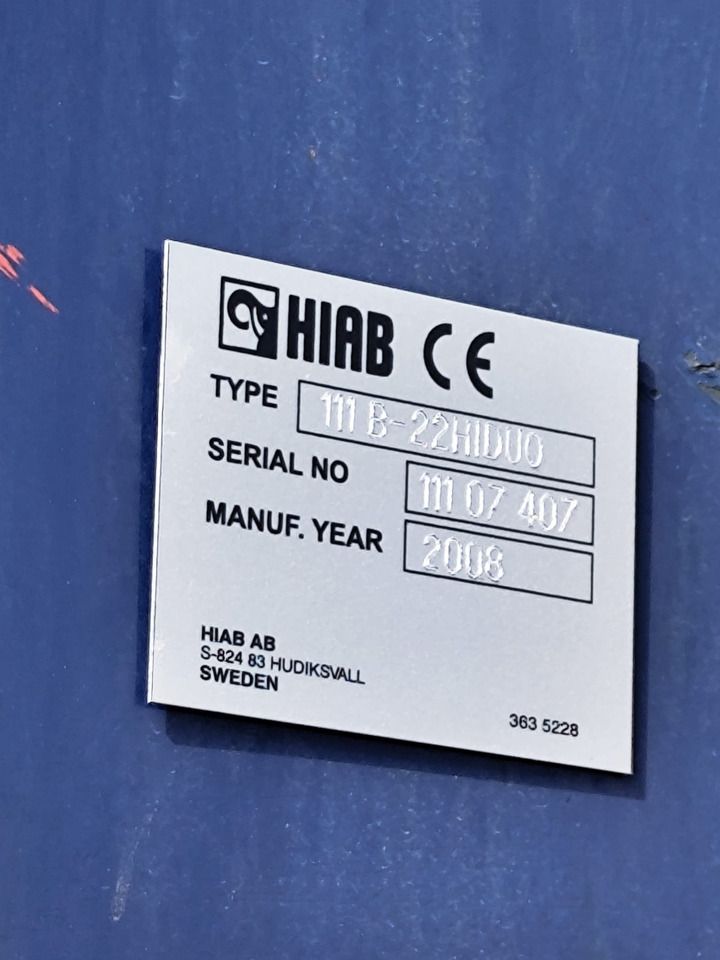 HIAB CE
TYPE 111 B-22HIDUO
SERIAL NO 111 07 407
MANUF. YEAR 2008
HIAB AB
S-824 83 HUDIKSVALL
SWEDEN
363 5228